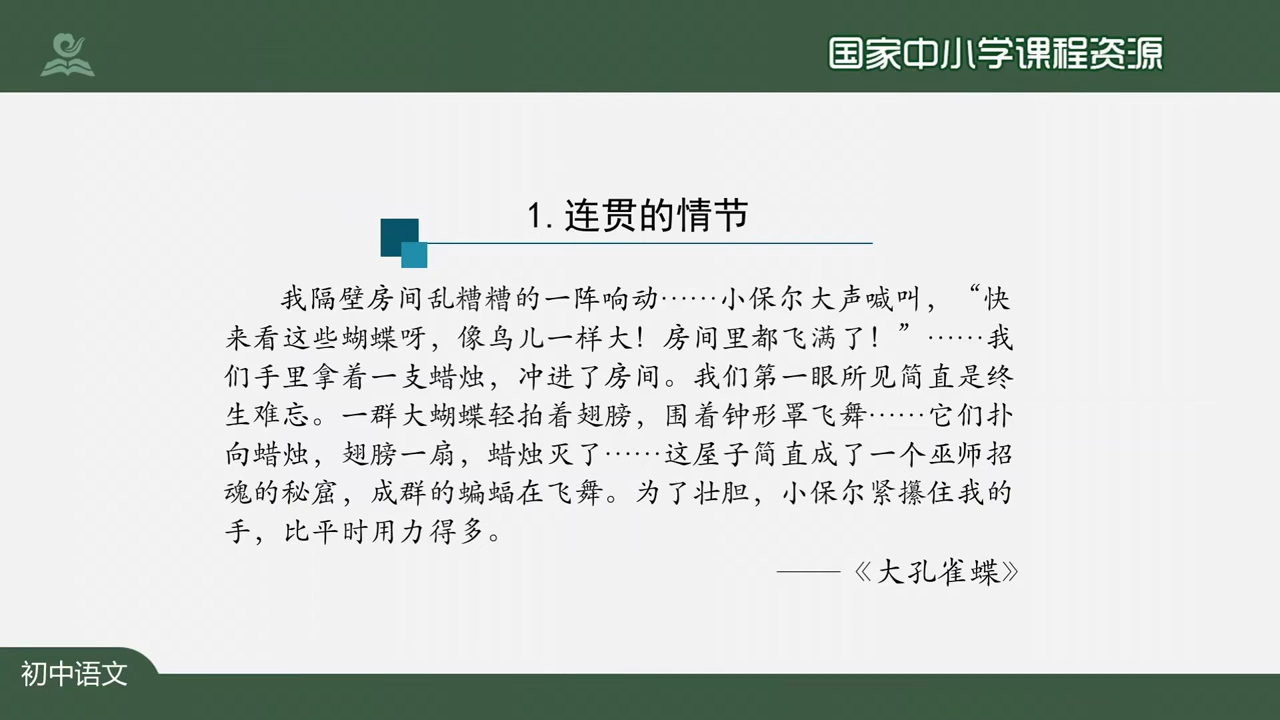 国家中小学课程资源
1.连贯的情节
我隔壁房间乱糟糟的一阵响动……小保尔大声喊叫，“快
来看这些蝴蝶呀，像鸟儿一样大！房间里都飞满了！”……我
们手里拿着一支蜡烛，冲进了房间。我们第一眼所见简直是终
生难忘。一群大蝴蝶轻拍着翅膀，围着钟形罩飞舞……它们扑
向蜡烛，翅膀一扇，蜡烛灭了……这屋子简直成了一个巫师招
魂的秘窟，成群的蝙蝠在飞舞。为了壮胆，小保尔紧攥住我的
手，比平时用力得多。
——《大孔雀蝶》
初中语文